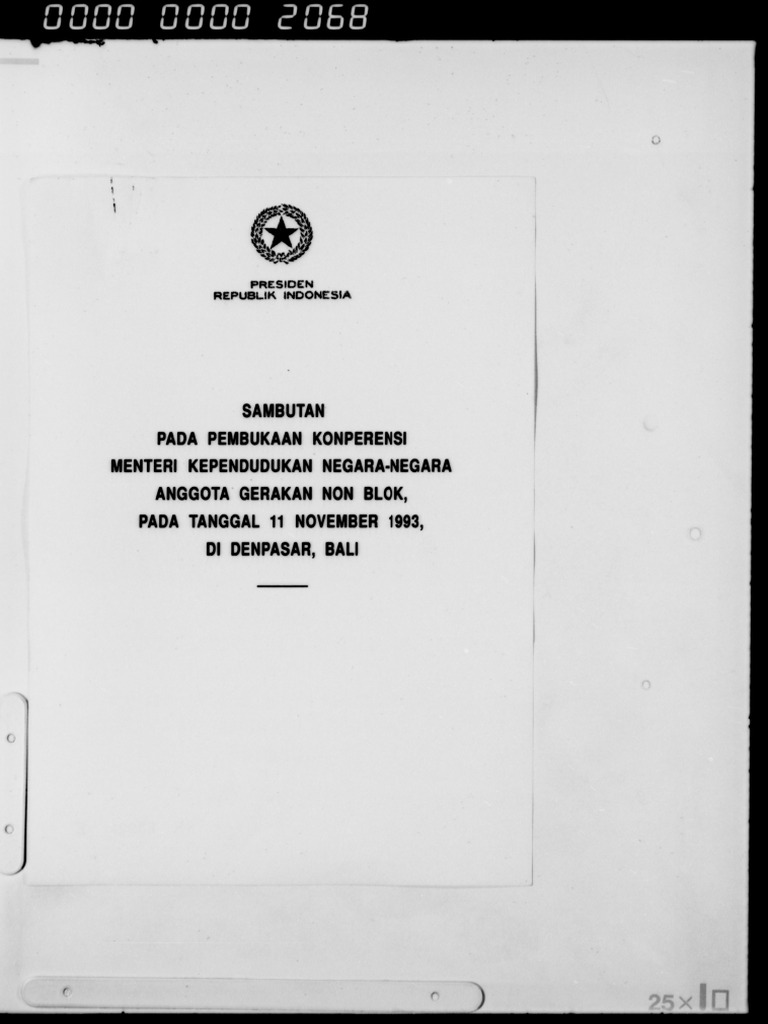 0000 0000 2068
PRESIDEN
REPUBLIK INDONESIA
SAMBUTAN
PADA PEMBUKAAN KONPERENSI
MENTERI KEPENDUDUKAN NEGARA-NEGARA
ANGGOTA GERAKAN NON BLOK,
PADA TANGGAL 11 NOVEMBER 1993,
DI DENPASAR, BALI
25×